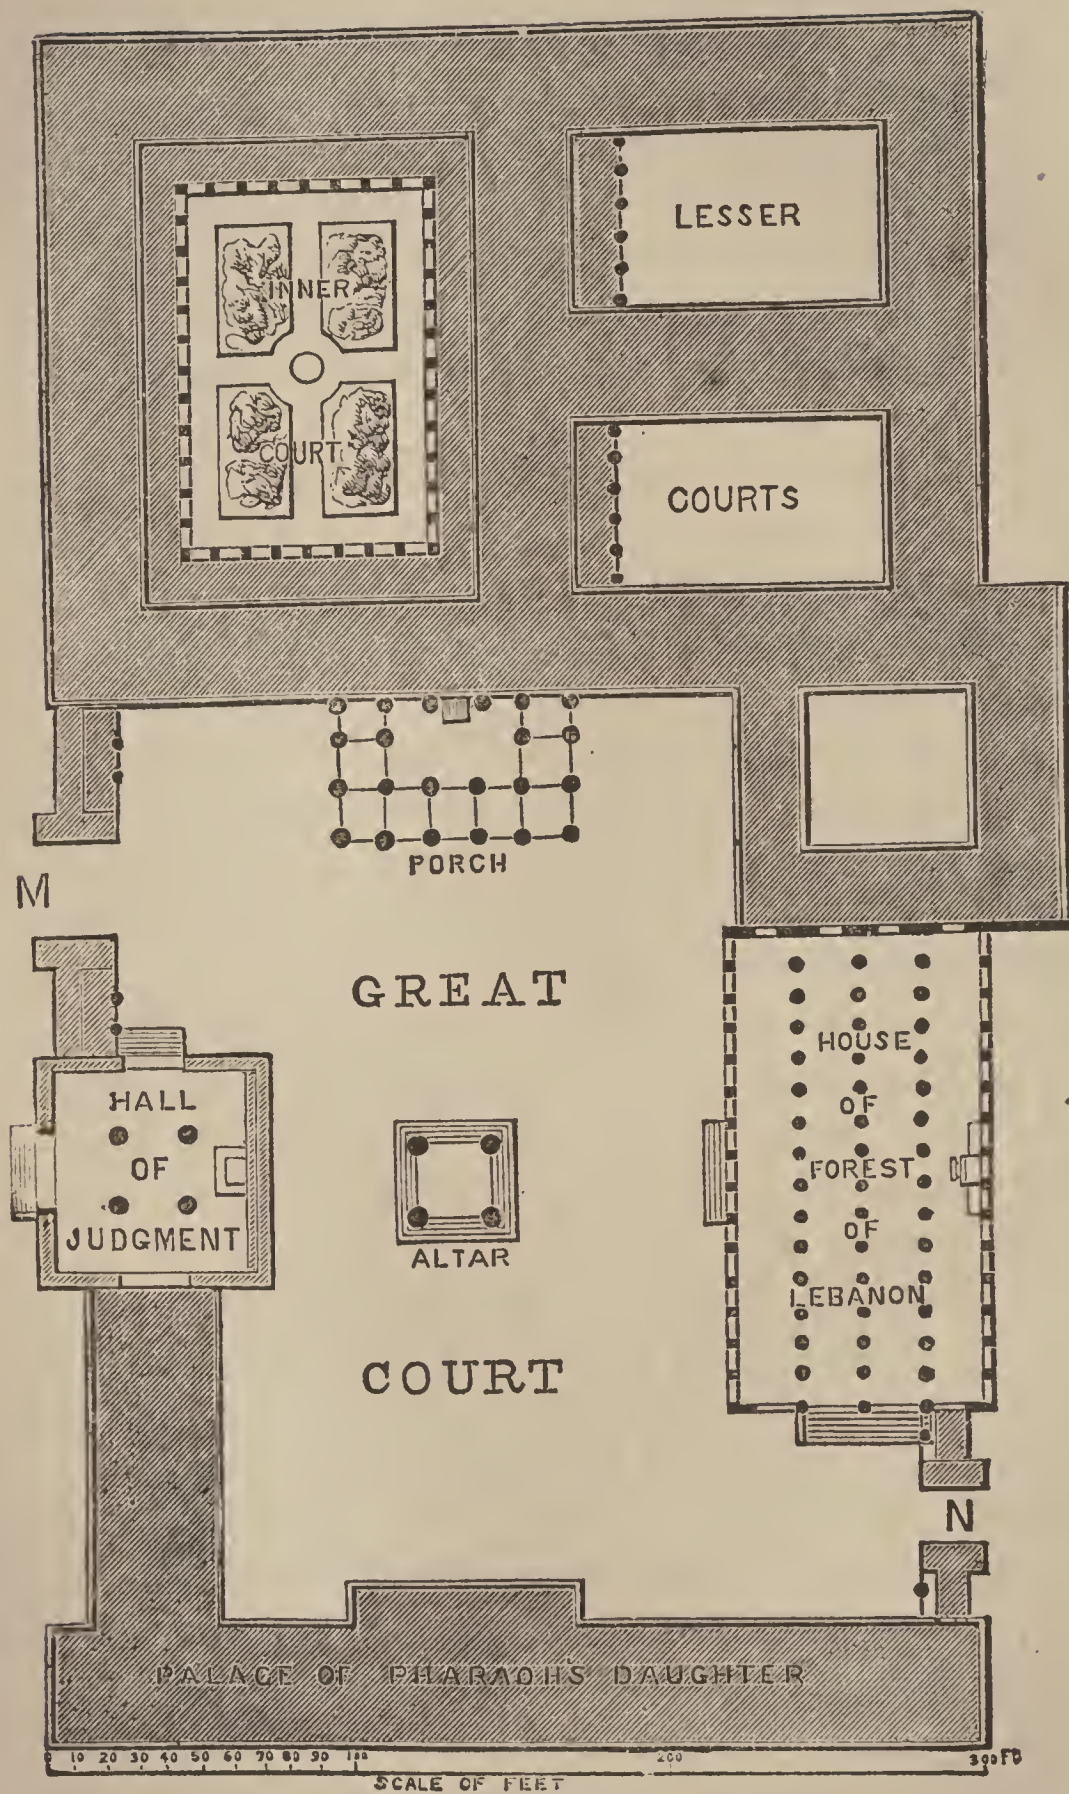 LESSER
INNER
COURT
COURTS
PORCH
M
GREAT
HOUSE
OF
FOREST
OF
LEBANON
HALL
OF
JUDGMENT
ALTAR
COURT
N
PALACE OF PHARAOH'S DAUGHTER
0 10 20 30 40 50 60 70 80 90 100 200 300 FT
SCALE OF FEET